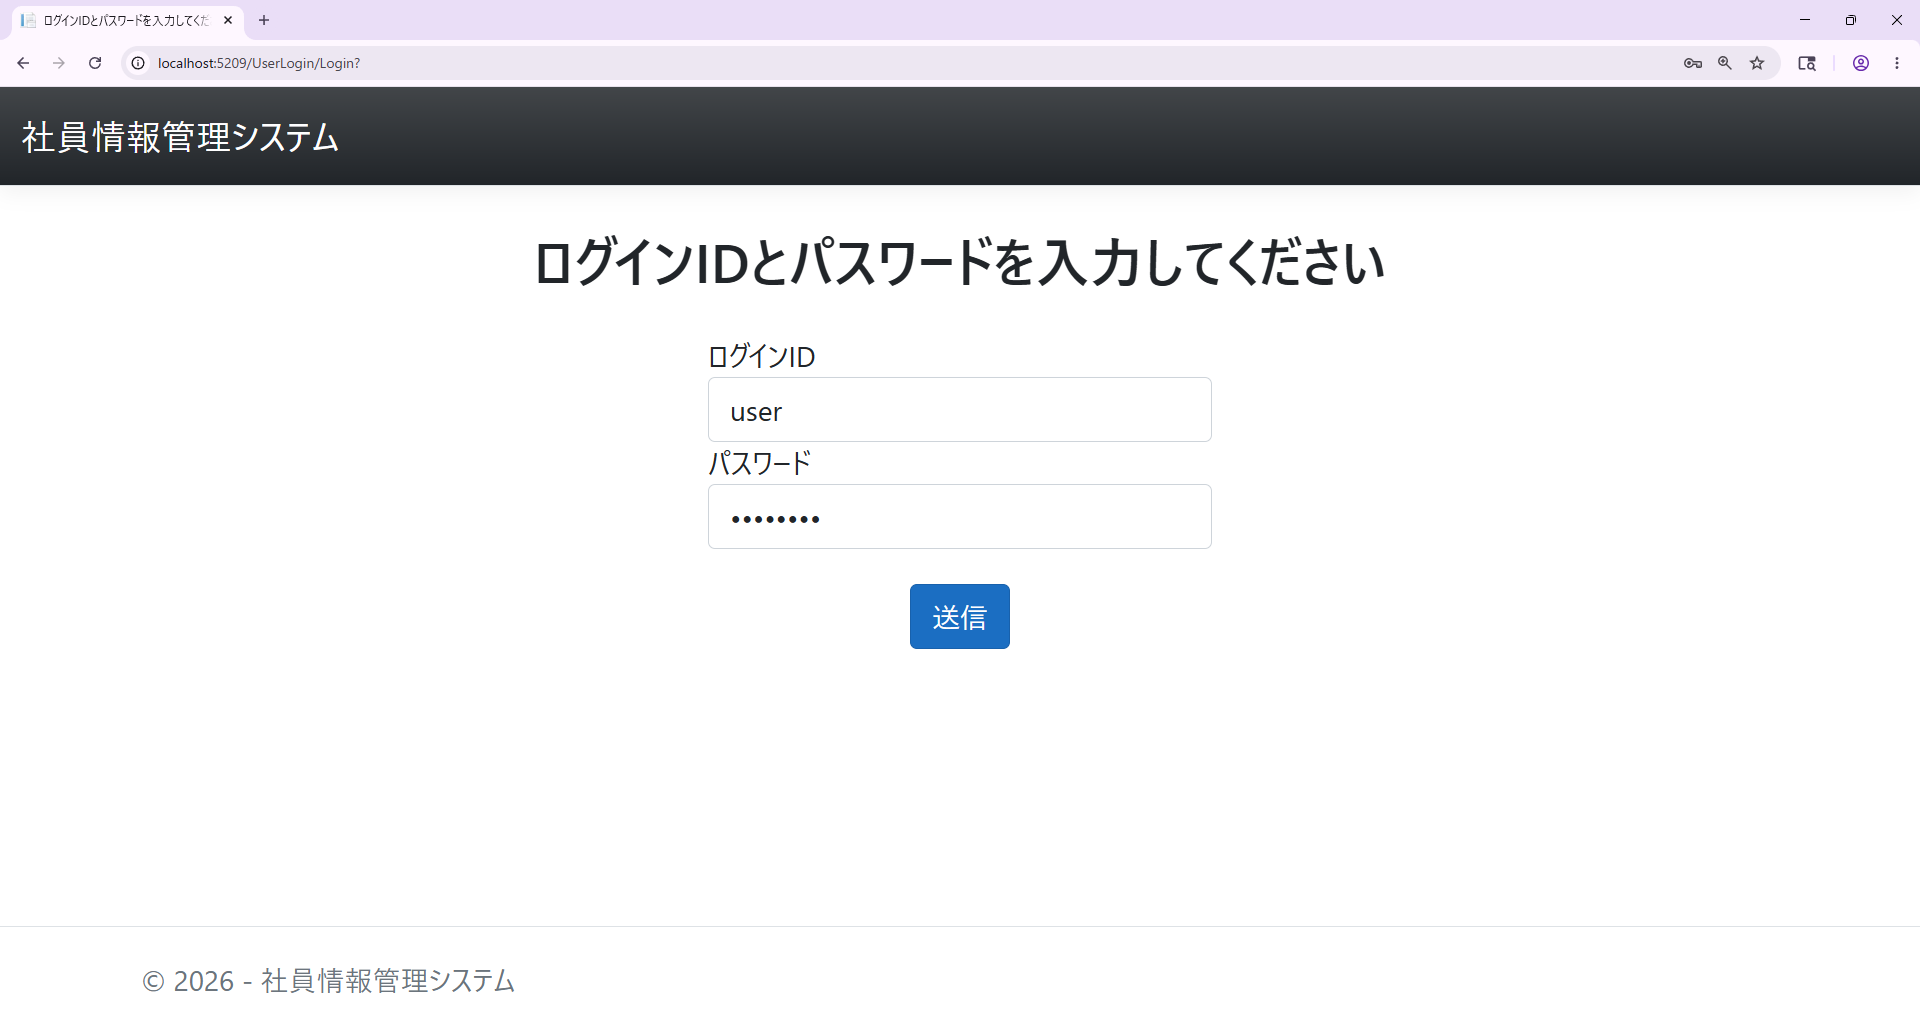 ログインIDとパスワードを入力してくだ
localhost:5209/UserLogin/Login?
社員情報管理システム
ログインIDとパスワードを入力してください
ログインID
user
パスワード
••••••••
送信
© 2026 - 社員情報管理システム